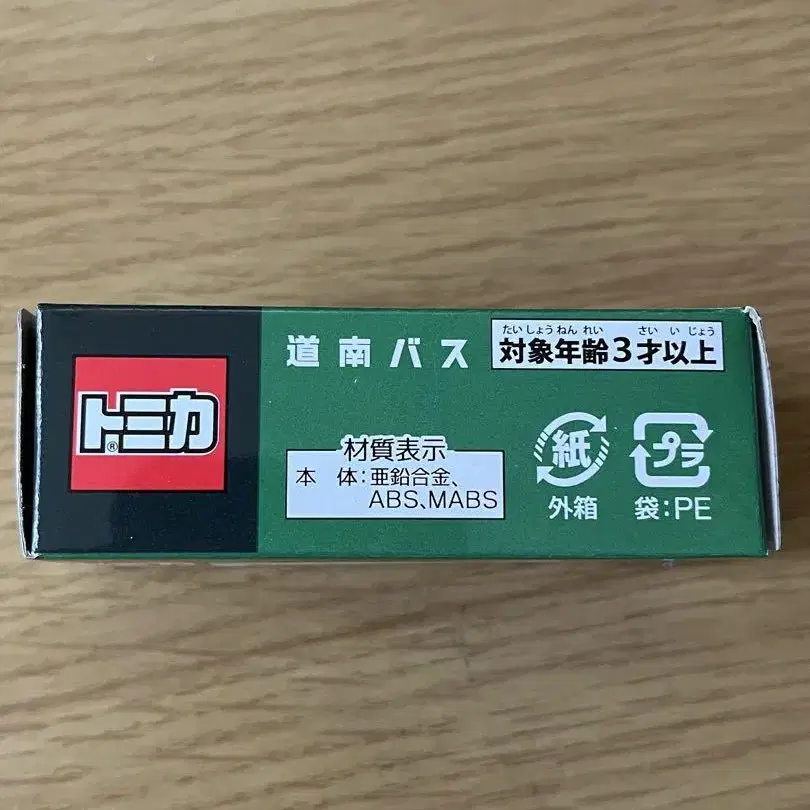 トミカ
®
道南バス
たいしょうねんれい さいいじょう
対象年齢3才以上
材質表示
本 体:亜鉛合金、
ABS、MABS
紙
外箱
プラ
袋:PE